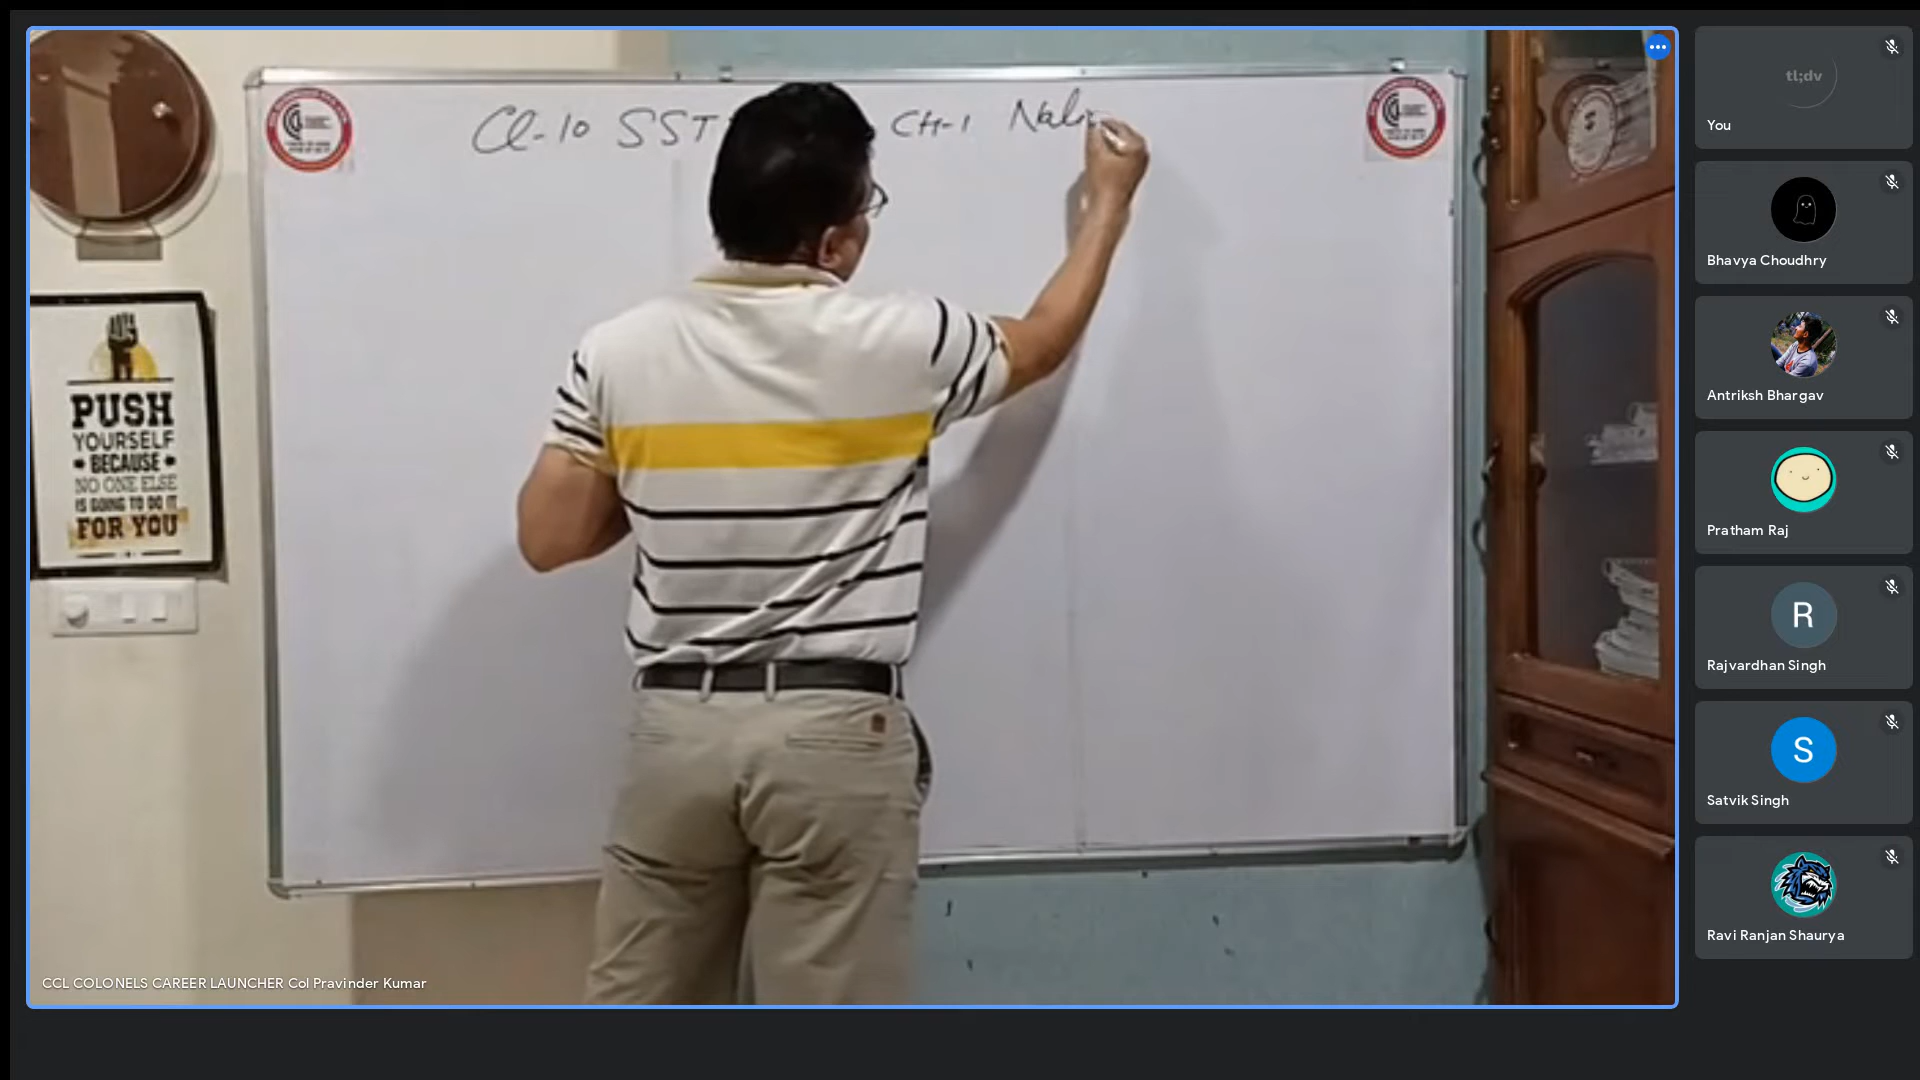 Cl-10 SST CH-1
PUSH
YOURSELF
BECAUSE
NO ONE ELSE
IS GOING TO DO IT
FOR YOU
CCL COLONELS CAREER LAUNCHER Col Pravinder Kumar
tl;dv
You
Bhavya Choudhry
Antriksh Bhargav
Pratham Raj
R
Rajvardhan Singh
S
Satvik Singh
Ravi Ranjan Shaurya